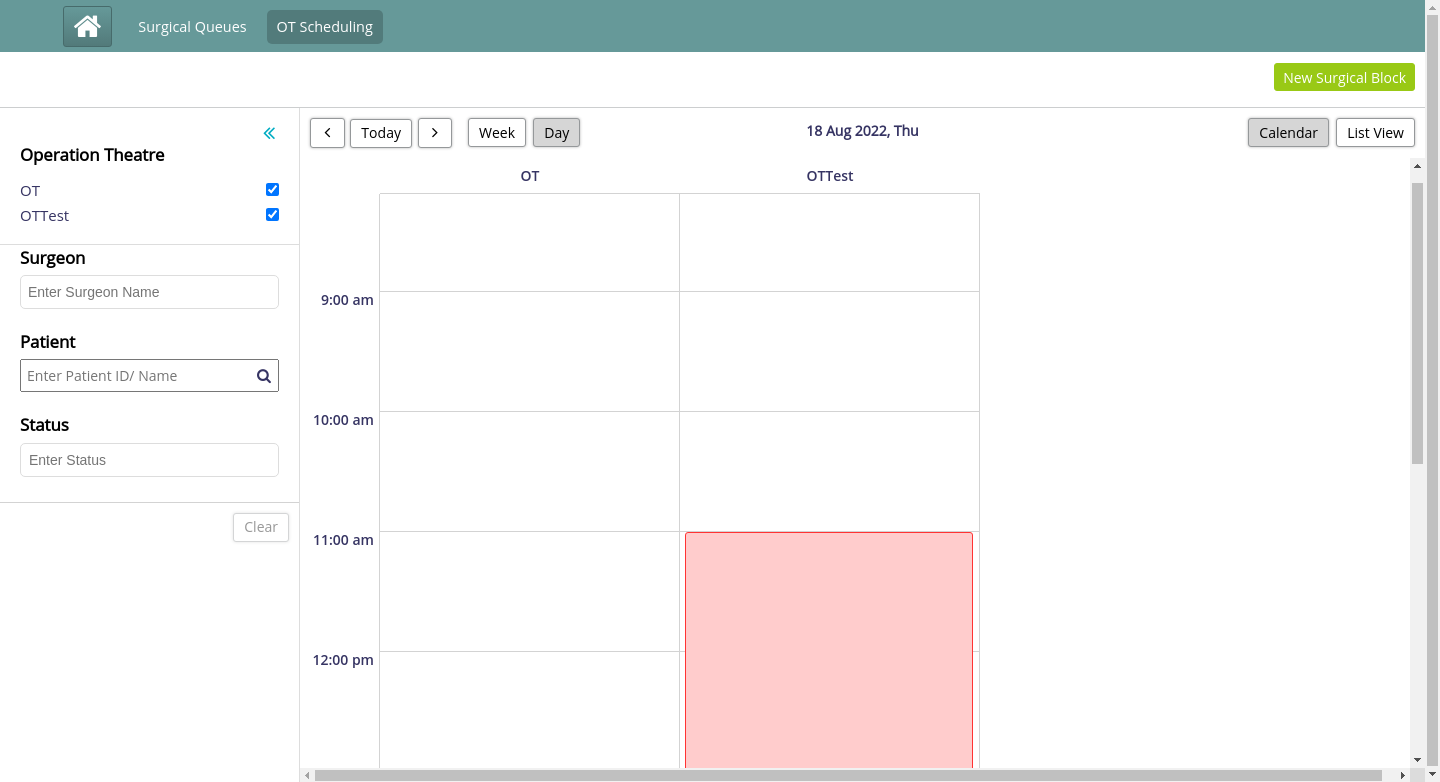 Surgical Queues
OT Scheduling
New Surgical Block
Operation Theatre
OT
OTTest
Surgeon
Enter Surgeon Name
Patient
Enter Patient ID/ Name
Status
Enter Status
Clear
Today
Week
Day
18 Aug 2022, Thu
Calendar
List View
OT
OTTest
9:00 am
10:00 am
11:00 am
12:00 pm